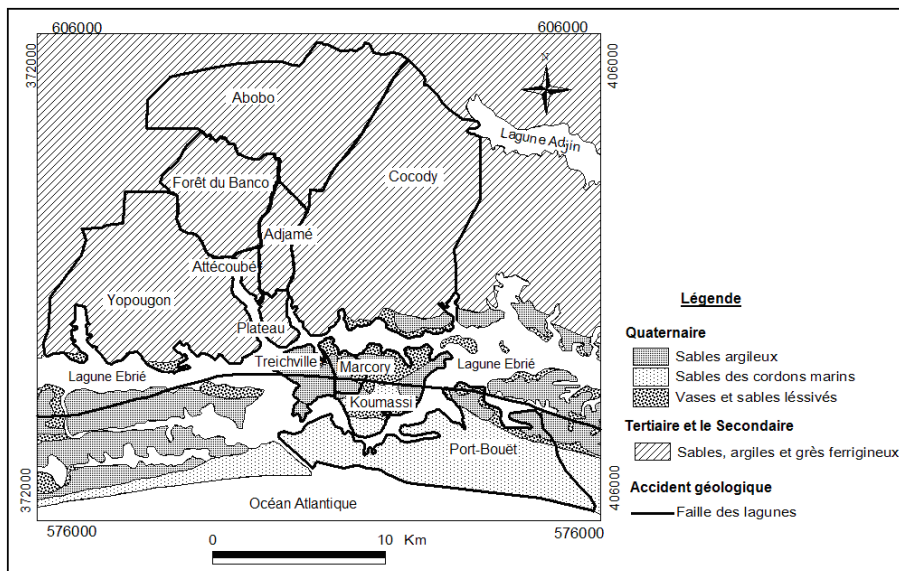 606000
606000
372000
406000
N
Abobo
Lagune Adjin
Forêt du Banco
Cocody
Adjamé
Attécoubé
Yopougon
Plateau
Treichville
Marcory
Lagune Ebrié
Lagune Ebrié
Koumassi
Port-Bouët
Océan Atlantique
372000
406000
576000
576000
0
10 Km
Légende
Quaternaire
Sables argileux
Sables des cordons marins
Vases et sables léssivés
Tertiaire et le Secondaire
Sables, argiles et grès ferrigineux
Accident géologique
Faille des lagunes